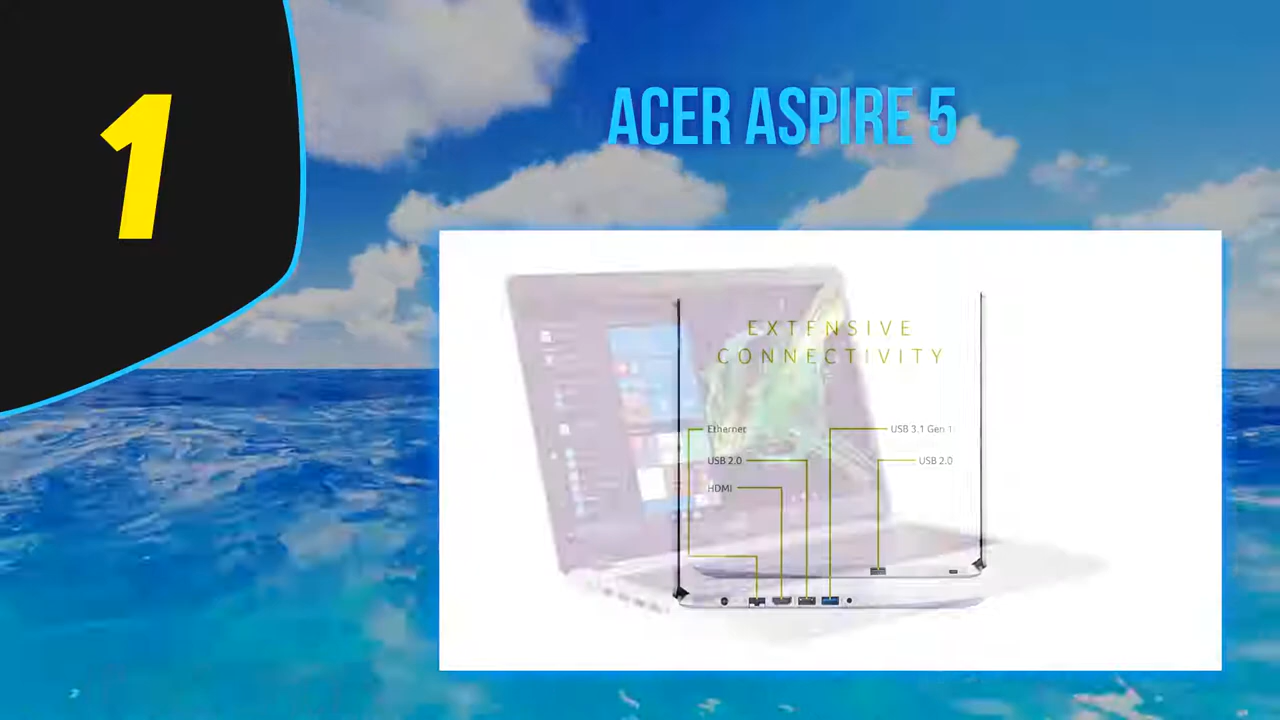 1
ACER ASPIRE 5
EXTENSIVE
CONNECTIVITY
Ethernet
USB 3.1 Gen 1
USB 2.0
USB 2.0
HDMI